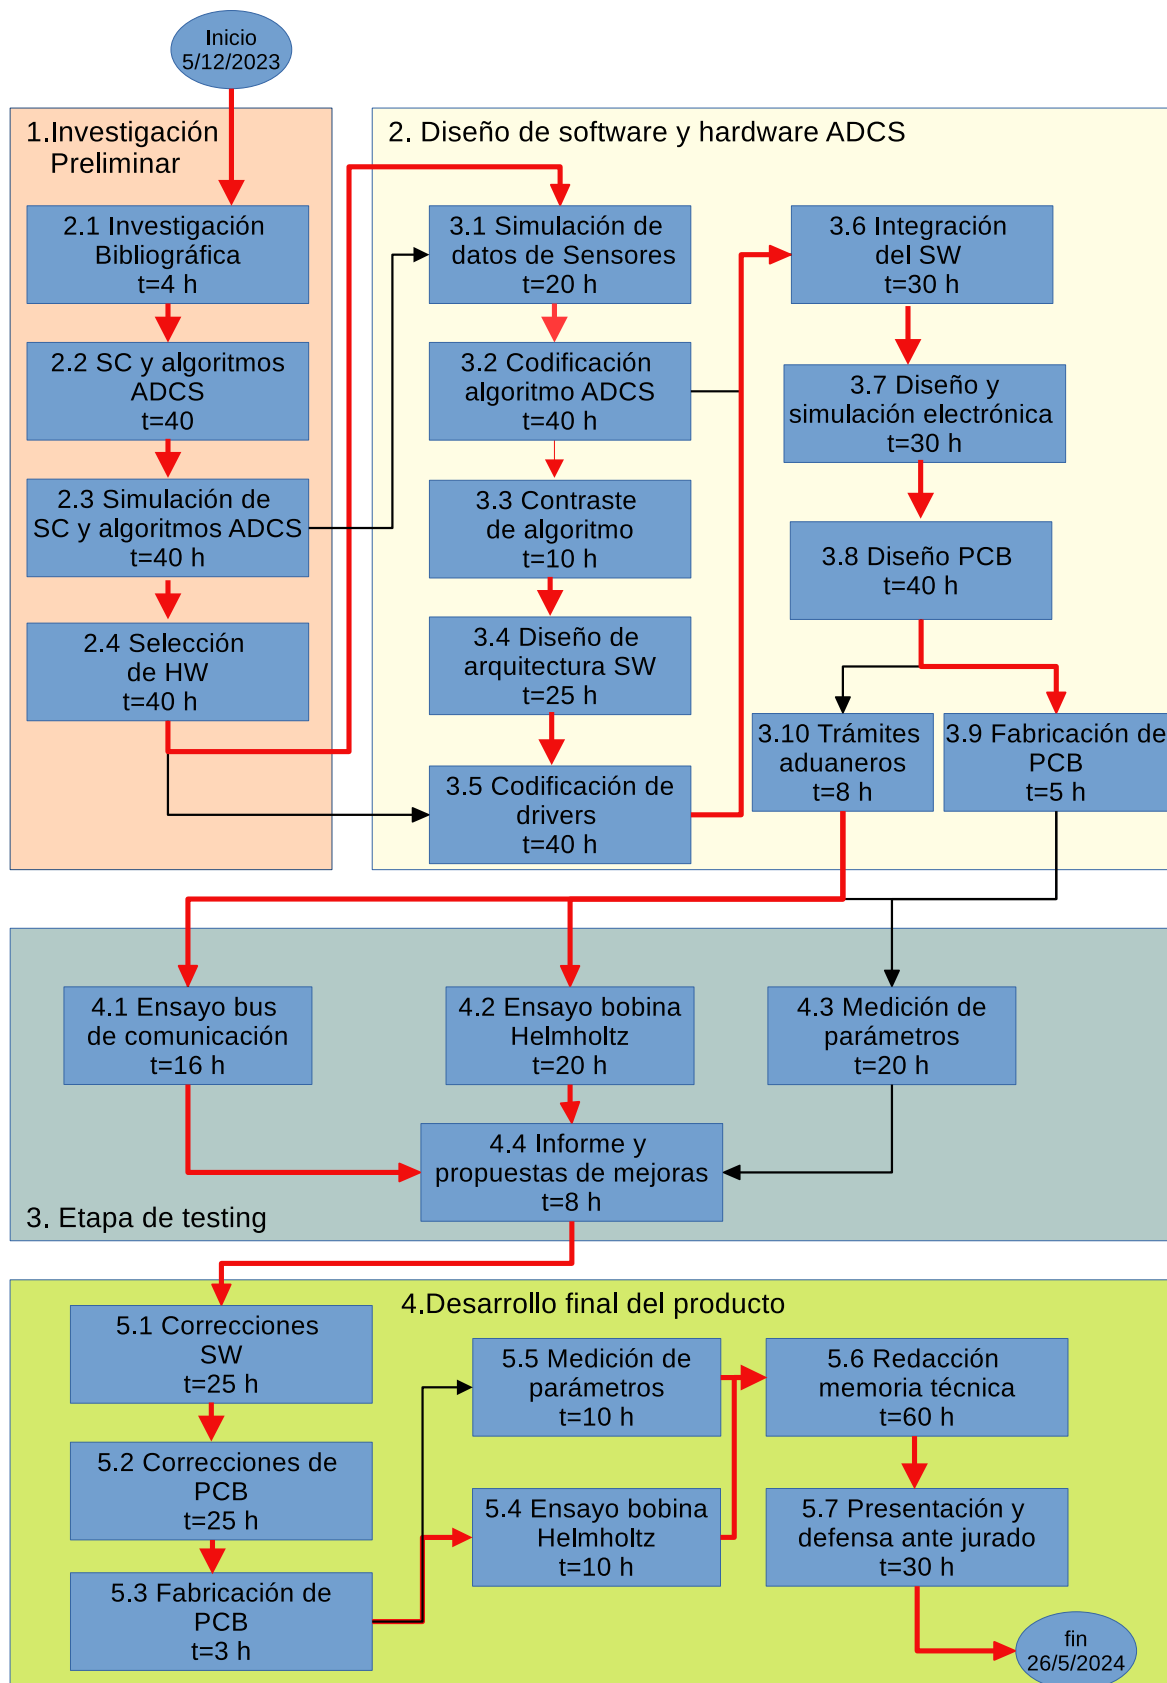 Inicio
5/12/2023
1.Investigación
Preliminar
2.1 Investigación
Bibliográfica
t=4 h
2.2 SC y algoritmos
ADCS
t=40
2.3 Simulación de
SC y algoritmos ADCS
t=40 h
2.4 Selección
de HW
t=40 h
2. Diseño de software y hardware ADCS
3.1 Simulación de
datos de Sensores
t=20 h
3.2 Codificación
algoritmo ADCS
t=40 h
3.3 Contraste
de algoritmo
t=10 h
3.4 Diseño de
arquitectura SW
t=25 h
3.5 Codificación de
drivers
t=40 h
3.6 Integración
del SW
t=30 h
3.7 Diseño y
simulación electrónica
t=30 h
3.8 Diseño PCB
t=40 h
3.10 Trámites
aduaneros
t=8 h
3.9 Fabricación de
PCB
t=5 h
4.1 Ensayo bus
de comunicación
t=16 h
4.2 Ensayo bobina
Helmholtz
t=20 h
4.3 Medición de
parámetros
t=20 h
4.4 Informe y
propuestas de mejoras
t=8 h
3. Etapa de testing
4.Desarrollo final del producto
5.1 Correcciones
SW
t=25 h
5.2 Correcciones de
PCB
t=25 h
5.3 Fabricación de
PCB
t=3 h
5.5 Medición de
parámetros
t=10 h
5.4 Ensayo bobina
Helmholtz
t=10 h
5.6 Redacción
memoria técnica
t=60 h
5.7 Presentación y
defensa ante jurado
t=30 h
fin
26/5/2024